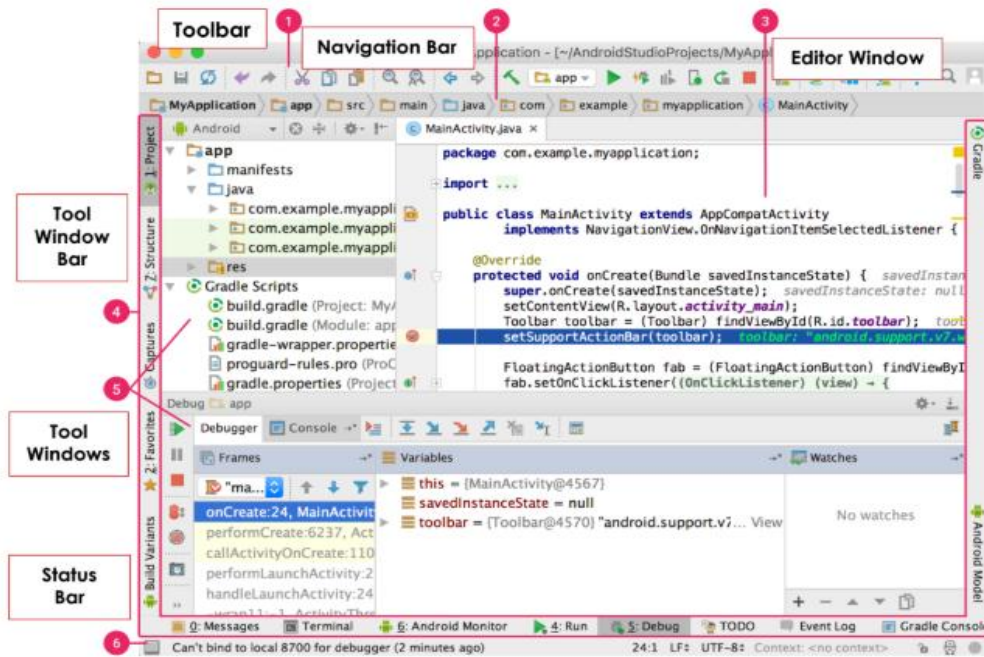 Toolbar
1
Navigation Bar
2
3
Editor Window
pplication - [~/AndroidStudioProjects/MyAppl
app
MyApplication
app
src
main
java
com
example
myapplication
MainActivity
Tool Window Bar
4
1: Project
Z: Structure
Captures
2: Favorites
Build Variants
5
Tool Windows
Status Bar
6
Android
app
manifests
java
com.example.myappli
com.example.myappli
com.example.myappli
res
Gradle Scripts
build.gradle (Project: MyA
build.gradle (Module: app
gradle-wrapper.propertie
proguard-rules.pro (ProG
gradle.properties (Project
MainActivity.java
package com.example.myapplication;
import ...
public class MainActivity extends AppCompatActivity
implements NavigationView.OnNavigationItemSelectedListener {
@Override
protected void onCreate(Bundle savedInstanceState) { savedInstan
super.onCreate(savedInstanceState); savedInstanceState: null
setContentView(R.layout.activity_main);
Toolbar toolbar = (Toolbar) findViewById(R.id.toolbar); toolb
setSupportActionBar(toolbar); toolbar: "android.support.v7.w
FloatingActionButton fab = (FloatingActionButton) findViewByI
fab.setOnClickListener((OnClickListener) (view) → {
Gradle
Android Model
Debug app
Debugger
Console
Frames
"ma...
onCreate:24, MainActivit
performCreate:6237, Act
callActivityOnCreate:110
performLaunchActivity:2
handleLaunchActivity:24
-wrap11:-1, ActivityThre
Variables
this = {MainActivity@4567}
savedInstanceState = null
toolbar = {Toolbar@4570} "android.support.v7... View
Watches
No watches
0: Messages
Terminal
6: Android Monitor
4: Run
5: Debug
TODO
Event Log
Gradle Console
Can't bind to local 8700 for debugger (2 minutes ago)
24:1 LF÷ UTF-8÷ Context: <no context>